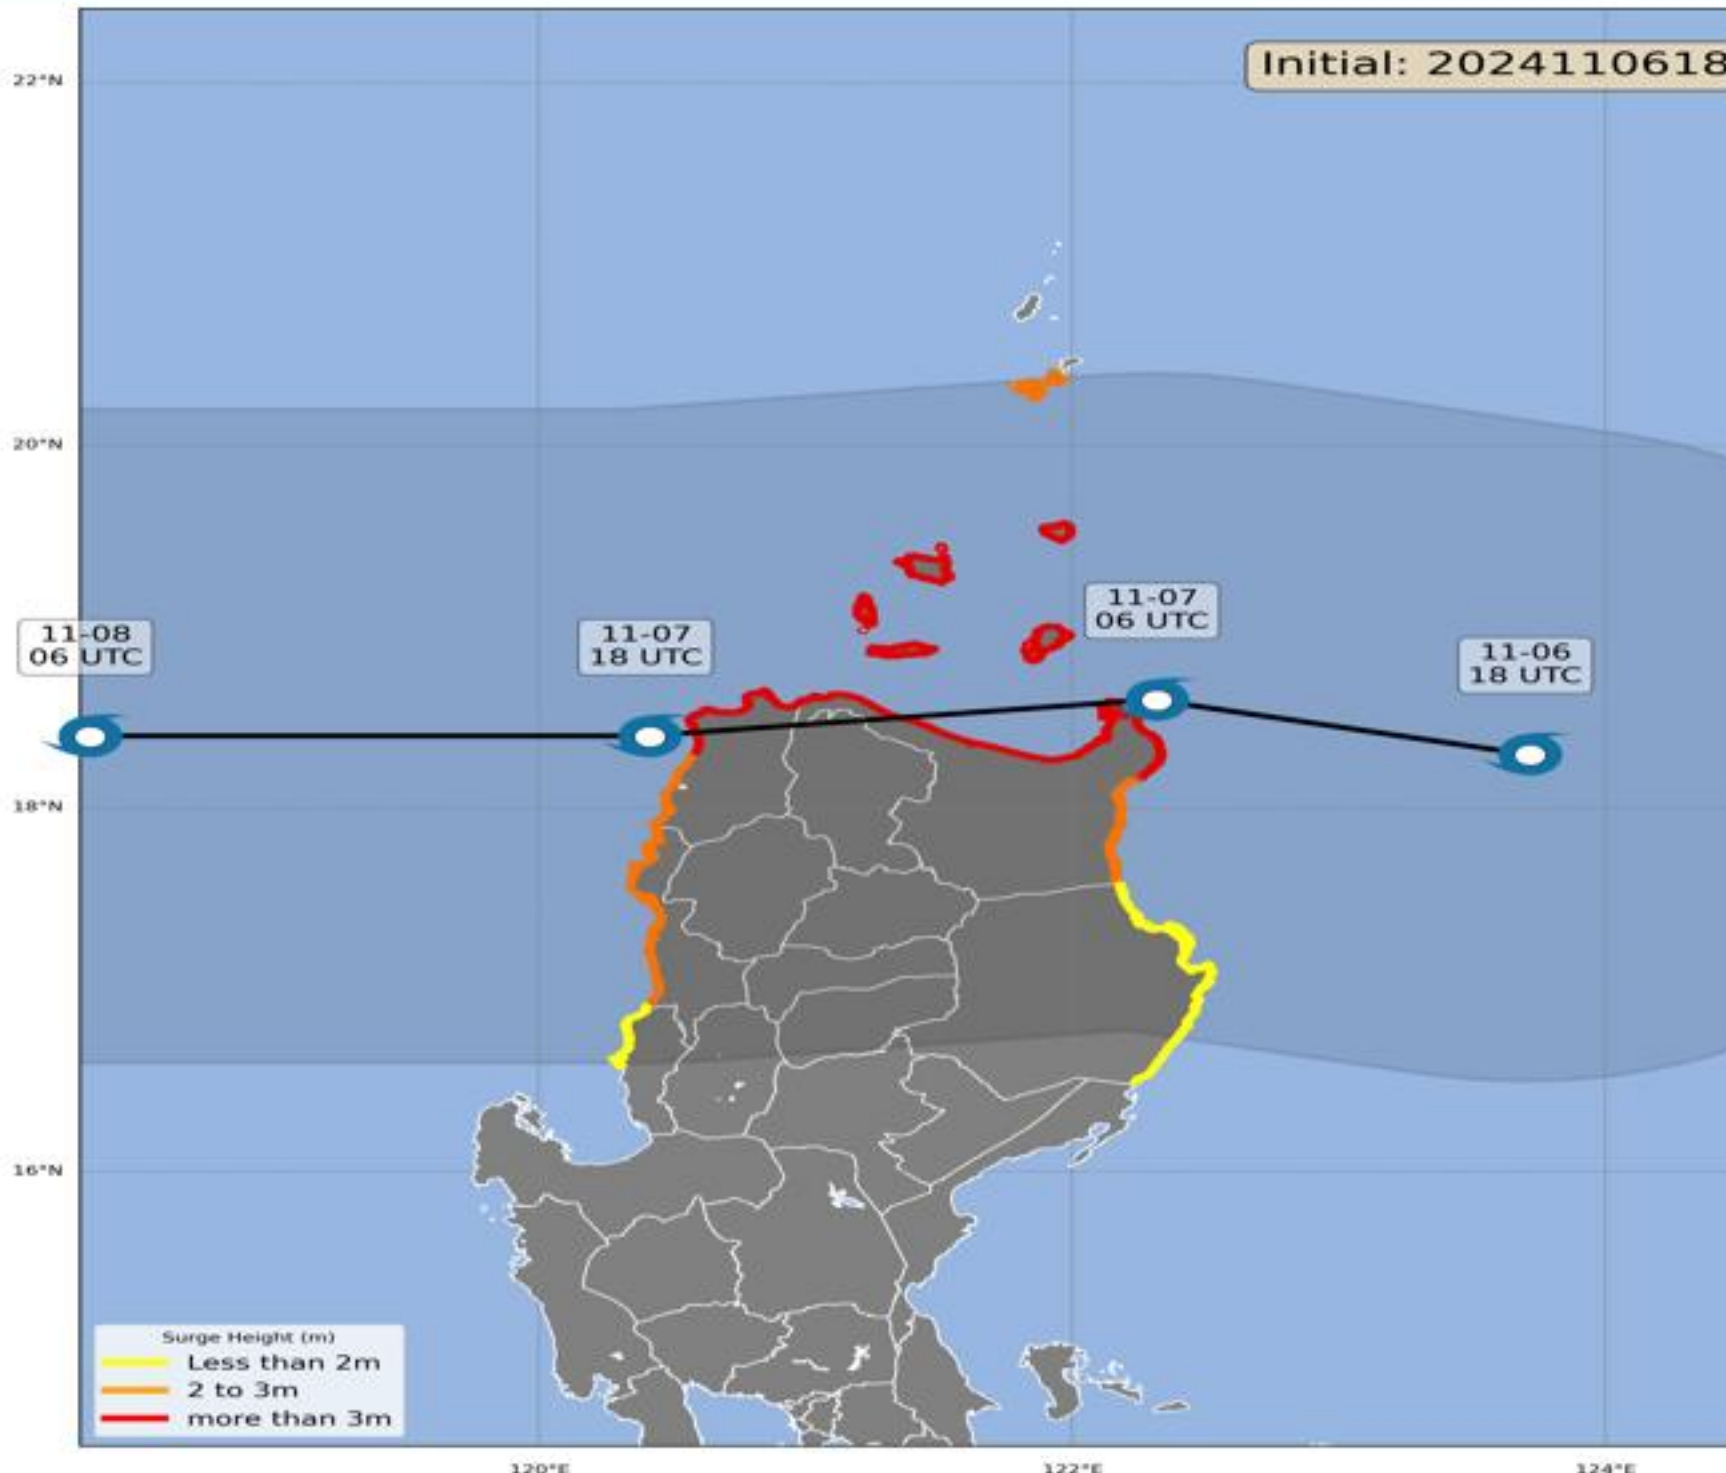 22°N
Initial: 2024110618
20°N
11-07
06 UTC
11-08
06 UTC
11-07
18 UTC
11-06
18 UTC
18°N
16°N
Surge Height (m)
Less than 2m
2 to 3m
more than 3m
120°E
122°E
124°E